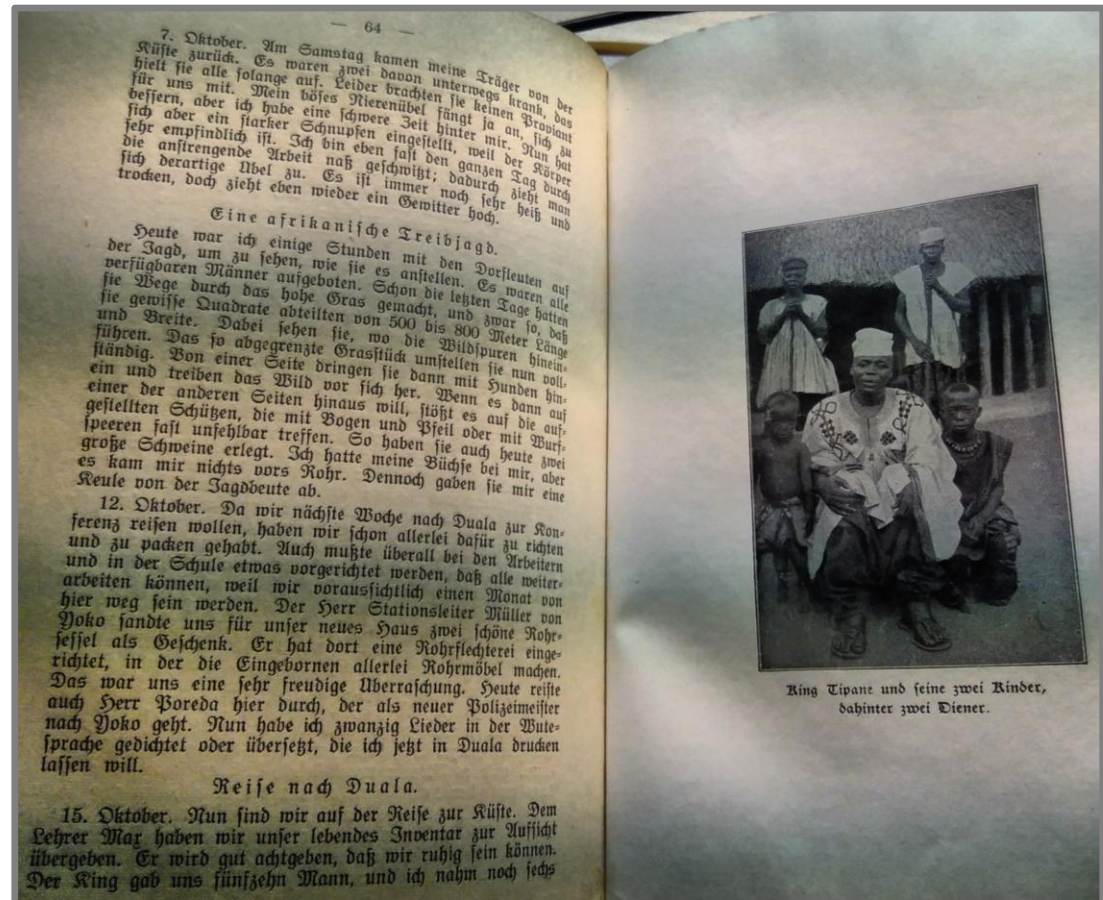 — 64 —
7. Oktober. Am Samstag kamen meine Träger von der
Küste zurück. Es waren zwei davon unterwegs krank, das
hielt sie alle solange auf. Leider brachten sie keinen Proviant
für uns mit. Mein böses Nierenübel fängt ja an, sich zu
bessern, aber ich habe eine schwere Zeit hinter mir. Nun hat
sich aber ein starker Schnupfen eingestellt, weil der Körper
sehr empfindlich ist. Ich bin eben fast den ganzen Tag durch
die anstrengende Arbeit naß geschwitzt; dadurch zieht man
sich derartige Übel zu. Es ist immer noch sehr heiß und
trocken, doch zieht eben wieder ein Gewitter hoch.
Eine afrikanische Treibjagd.
Heute war ich einige Stunden mit den Dorfleuten auf
der Jagd, um zu sehen, wie sie es anstellen. Es waren alle
verfügbaren Männer aufgeboten. Schon die letzten Tage hatten
sie Wege durch das hohe Gras gemacht, und zwar so, daß
sie gewisse Quadrate abteilten von 500 bis 800 Meter Länge
und Breite. Dabei sehen sie, wo die Wildspuren hinein-
führen. Das so abgegrenzte Grasstück umstellen sie nun voll-
ständig. Von einer Seite dringen sie dann mit Hunden hin-
ein und treiben das Wild vor sich her. Wenn es dann auf
einer der anderen Seiten hinaus will, stößt es auf die auf-
gestellten Schützen, die mit Bogen und Pfeil oder mit Wurf-
speeren fast unfehlbar treffen. So haben sie auch heute zwei
große Schweine erlegt. Ich hatte meine Büchse bei mir, aber
es kam mir nichts vors Rohr. Dennoch gaben sie mir eine
Keule von der Jagdbeute ab.
12. Oktober. Da wir nächste Woche nach Duala zur Kon-
ferenz reisen wollen, haben wir schon allerlei dafür zu richten
und zu packen gehabt. Auch mußte überall bei den Arbeitern
und in der Schule etwas vorgerichtet werden, daß alle weiter-
arbeiten können, weil wir voraussichtlich einen Monat von
hier weg sein werden. Der Herr Stationsleiter Müller von
Yoko sandte uns für unser neues Haus zwei schöne Rohr-
sessel als Geschenk. Er hat dort eine Rohrflechterei einge-
richtet, in der die Eingebornen allerlei Rohrmöbel machen.
Das war uns eine sehr freudige Überraschung. Heute reiste
auch Herr Poreda hier durch, der als neuer Polizeimeister
nach Yoko geht. Nun habe ich zwanzig Lieder in der Wute-
sprache gedichtet oder übersetzt, die ich jetzt in Duala drucken
lassen will.
Reise nach Duala.
15. Oktober. Nun sind wir auf der Reise zur Küste. Dem
Lehrer Max haben wir unser lebendes Inventar zur Aufsicht
übergeben. Er wird gut achtgeben, daß wir ruhig sein können.
Der King gab uns fünfzehn Mann, und ich nahm noch sechs
King Tipane und seine zwei Kinder,
dahinter zwei Diener.